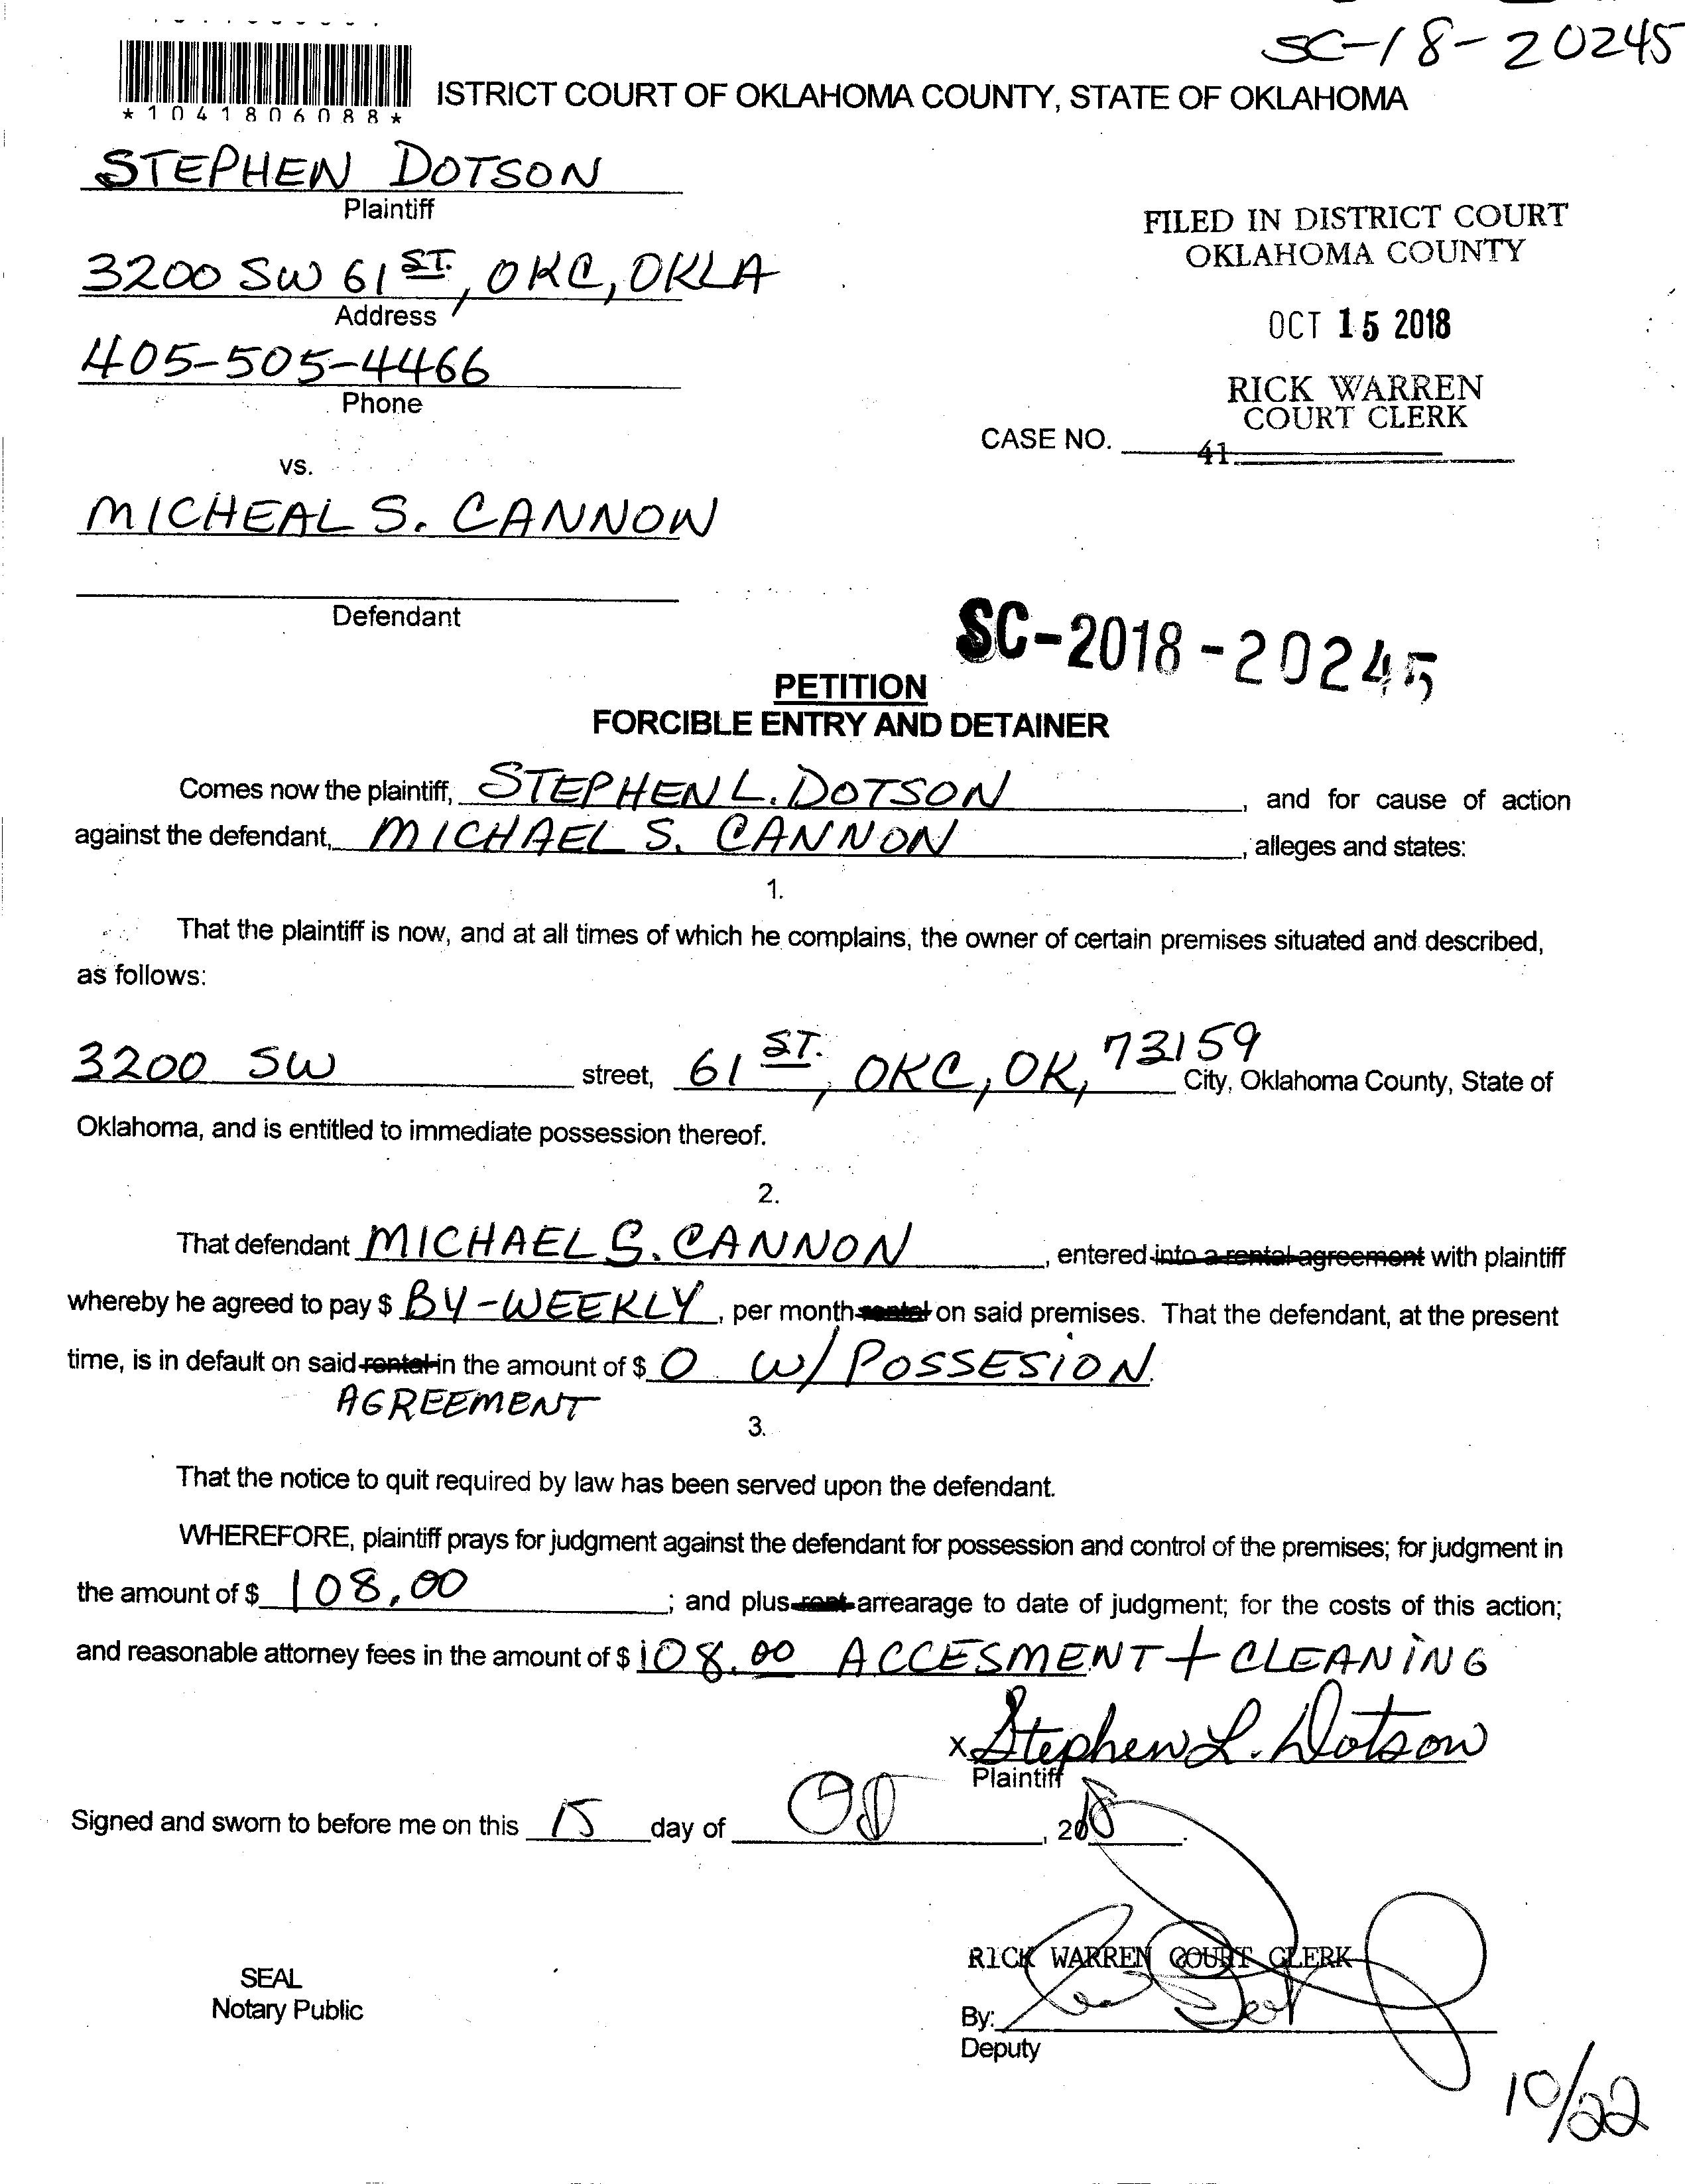 SC-18-20245
*1041806088*
ISTRICT COURT OF OKLAHOMA COUNTY, STATE OF OKLAHOMA
STEPHEN DOTSON
Plaintiff
3200 SW 61 ST., OKC, OKLA
Address
405-505-4466
Phone
FILED IN DISTRICT COURT
OKLAHOMA COUNTY
OCT 15 2018
RICK WARREN
COURT CLERK
CASE NO. 41
vs.
MICHEAL S. CANNON
Defendant
SC-2018-20245
PETITION
FORCIBLE ENTRY AND DETAINER
Comes now the plaintiff, STEPHEN L. DOTSON, and for cause of action
against the defendant, MICHAEL S. CANNON, alleges and states:
1.
That the plaintiff is now, and at all times of which he complains, the owner of certain premises situated and described,
as follows:
3200 SW street, 61 ST., OKC, OK, 73159 City, Oklahoma County, State of
Oklahoma, and is entitled to immediate possession thereof.
2.
That defendant MICHAEL S. CANNON, entered into a rental agreement with plaintiff
whereby he agreed to pay $ BY-WEEKLY, per month rental on said premises. That the defendant, at the present
time, is in default on said rental in the amount of $ 0 W/ POSSESION.
AGREEMENT
3.
That the notice to quit required by law has been served upon the defendant.
WHEREFORE, plaintiff prays for judgment against the defendant for possession and control of the premises; for judgment in
the amount of $ 108.00; and plus rent arrearage to date of judgment; for the costs of this action;
and reasonable attorney fees in the amount of $ 108.00 ACCESMENT + CLEANING
x Stephen L. Dotson
Plaintiff
Signed and sworn to before me on this 15 day of , 2018.
RICK WARREN COURT CLERK
SEAL
Notary Public
By:
Deputy
10/22